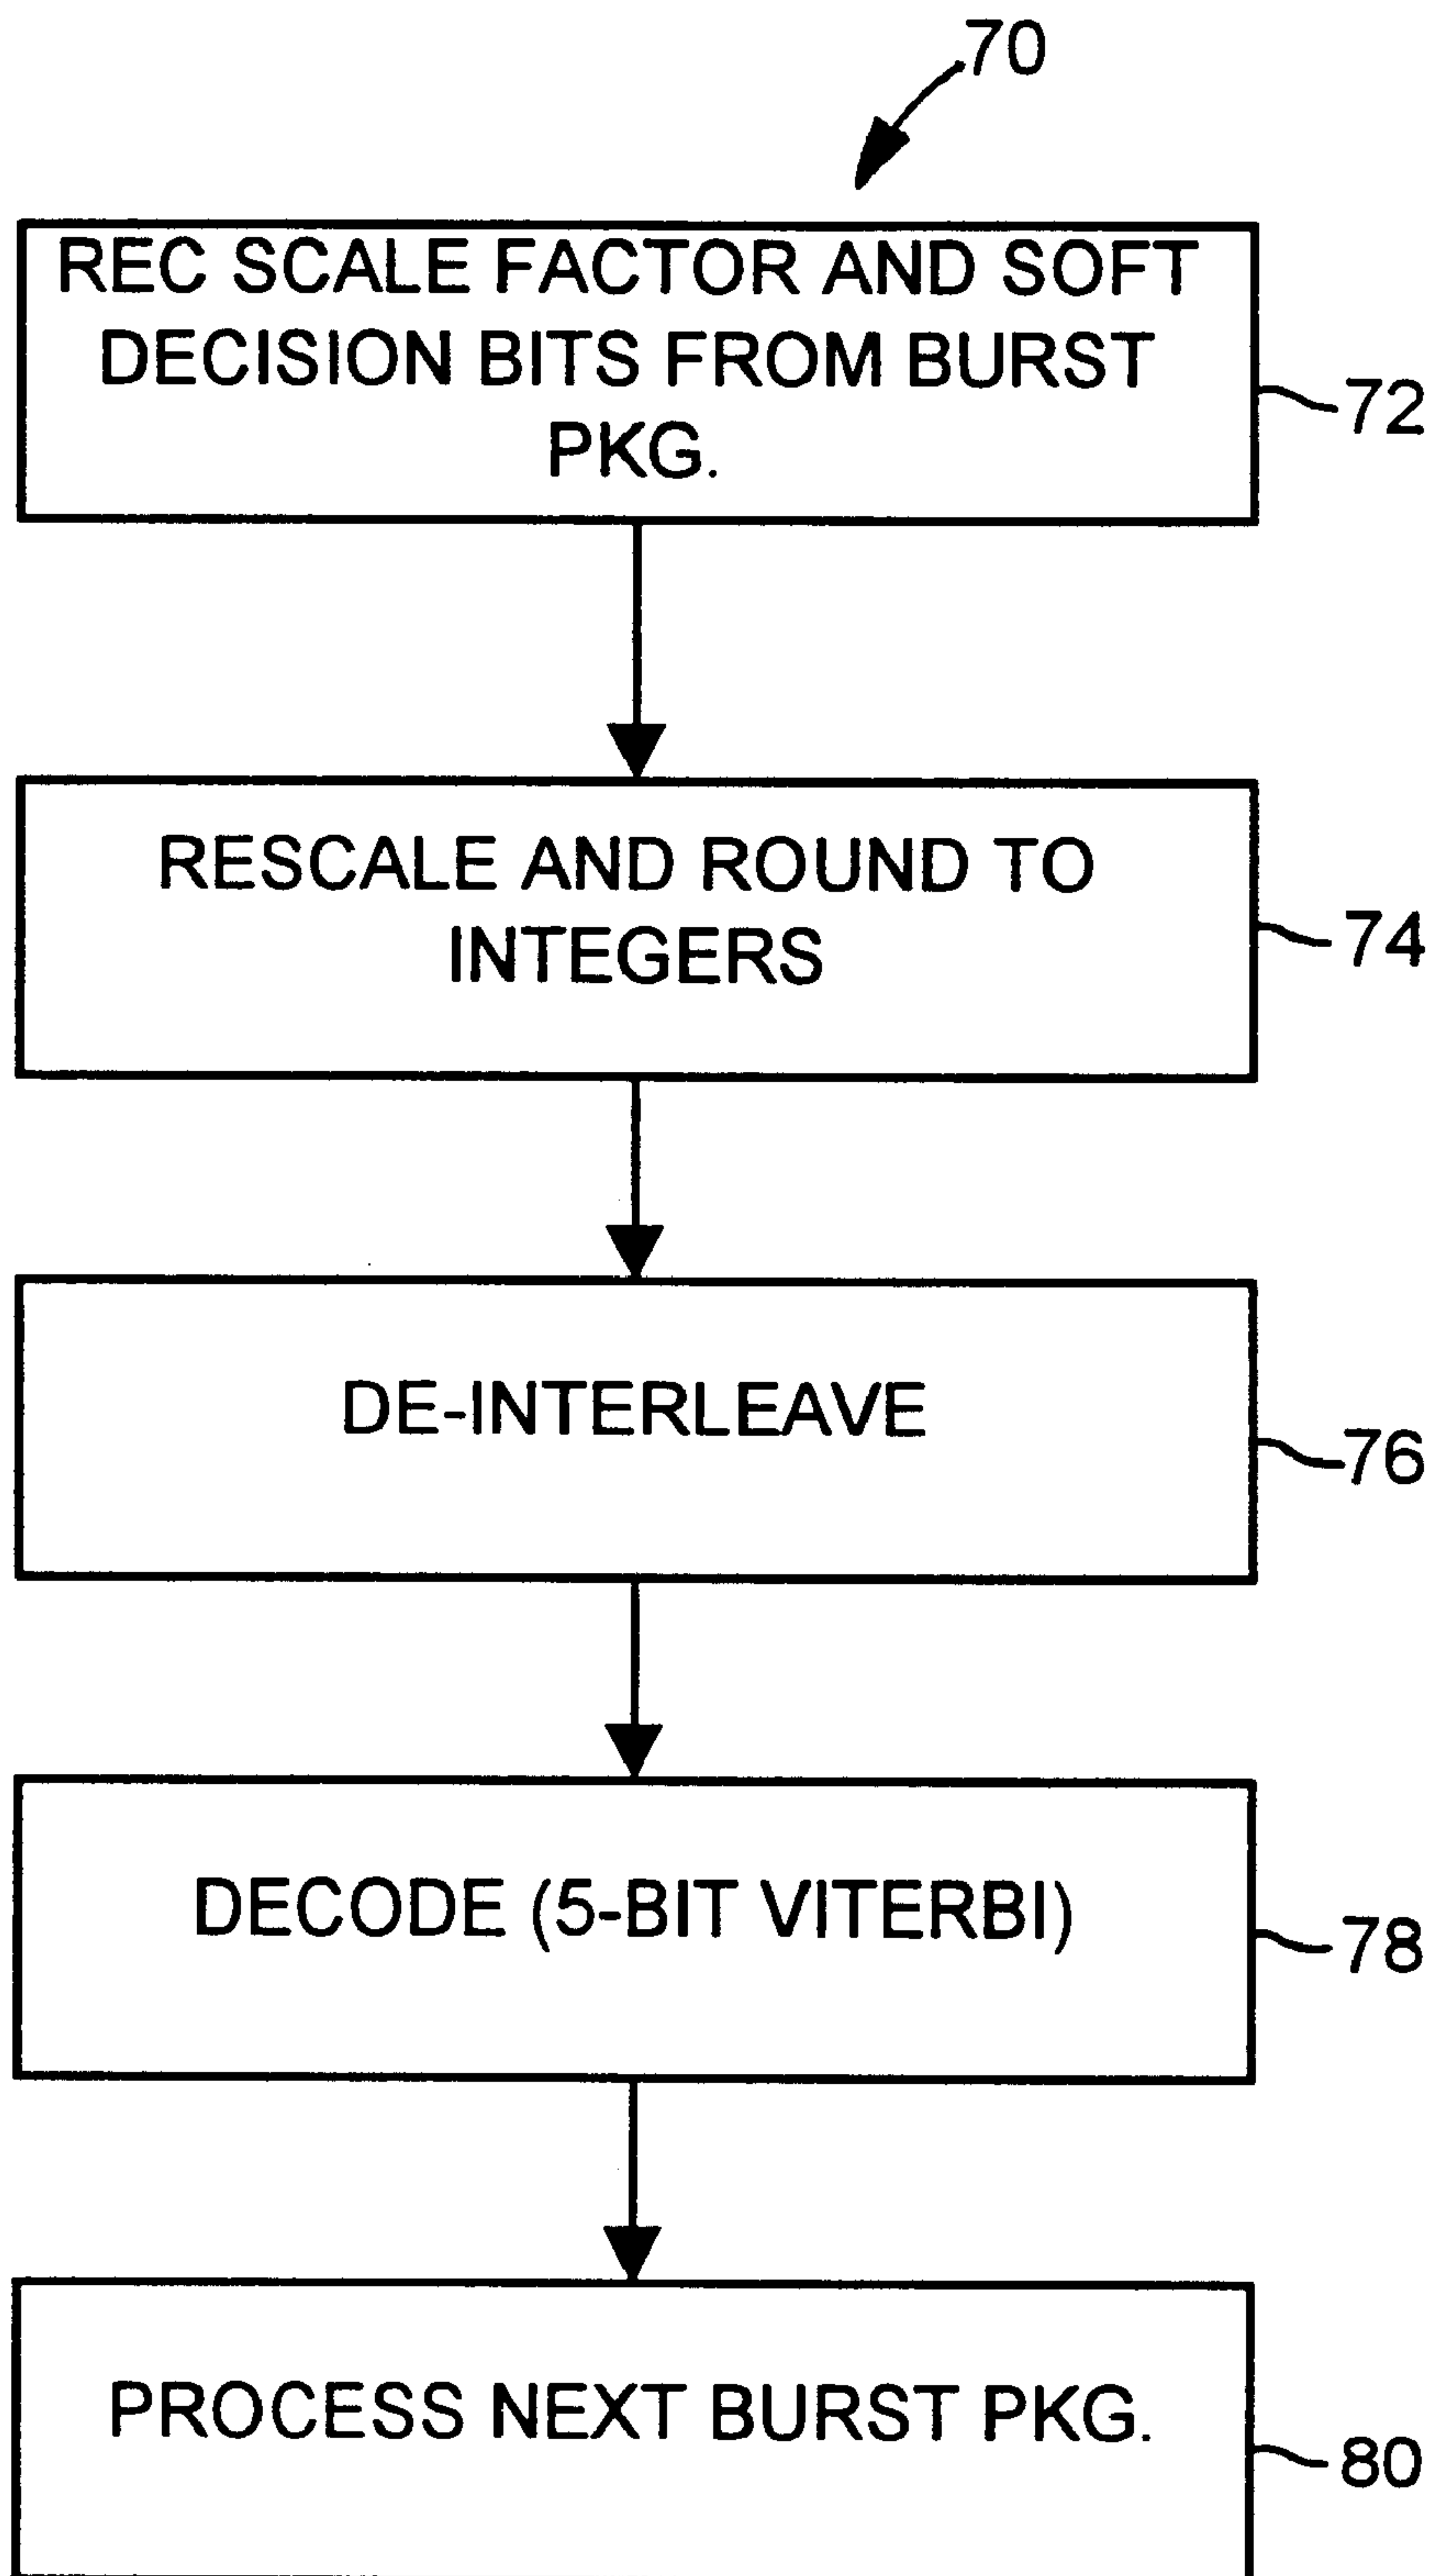 70
REC SCALE FACTOR AND SOFT
DECISION BITS FROM BURST
PKG.
72
RESCALE AND ROUND TO
INTEGERS
74
DE-INTERLEAVE
76
DECODE (5-BIT VITERBI)
78
PROCESS NEXT BURST PKG.
80